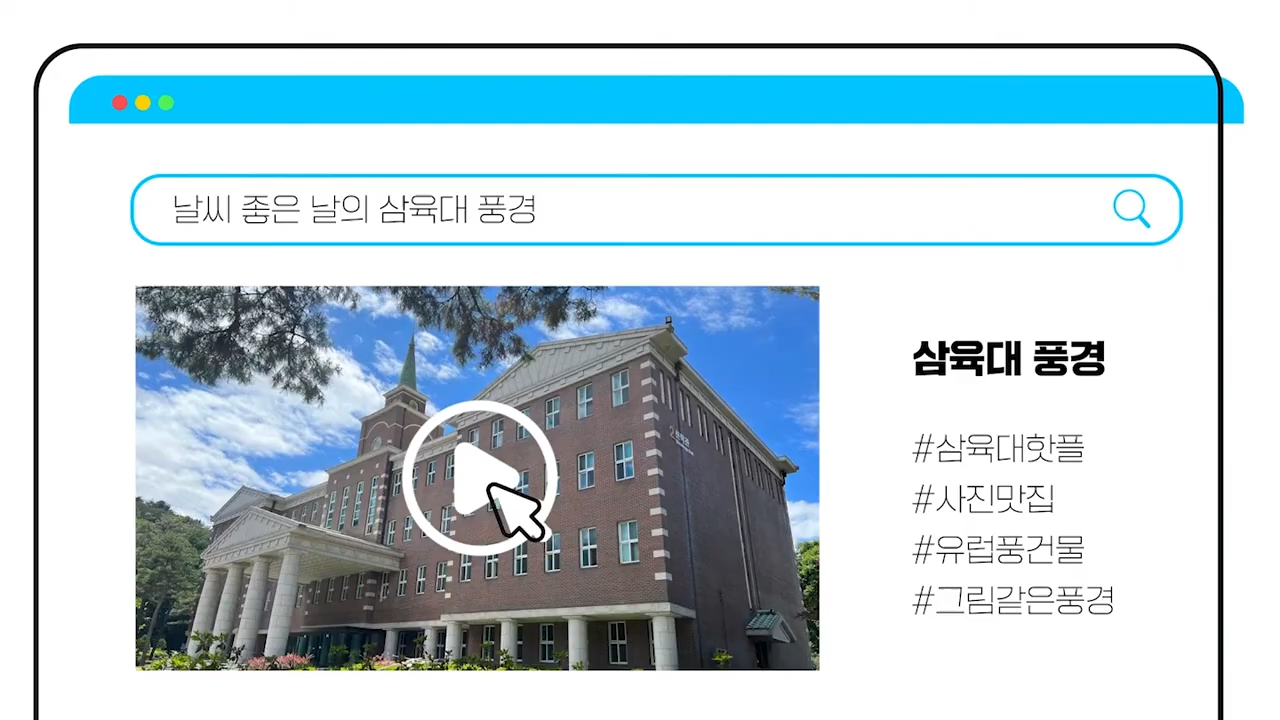 날씨 좋은 날의 삼육대 풍경
삼육대 풍경
#삼육대핫플
#사진맛집
#유럽풍건물
#그림같은풍경